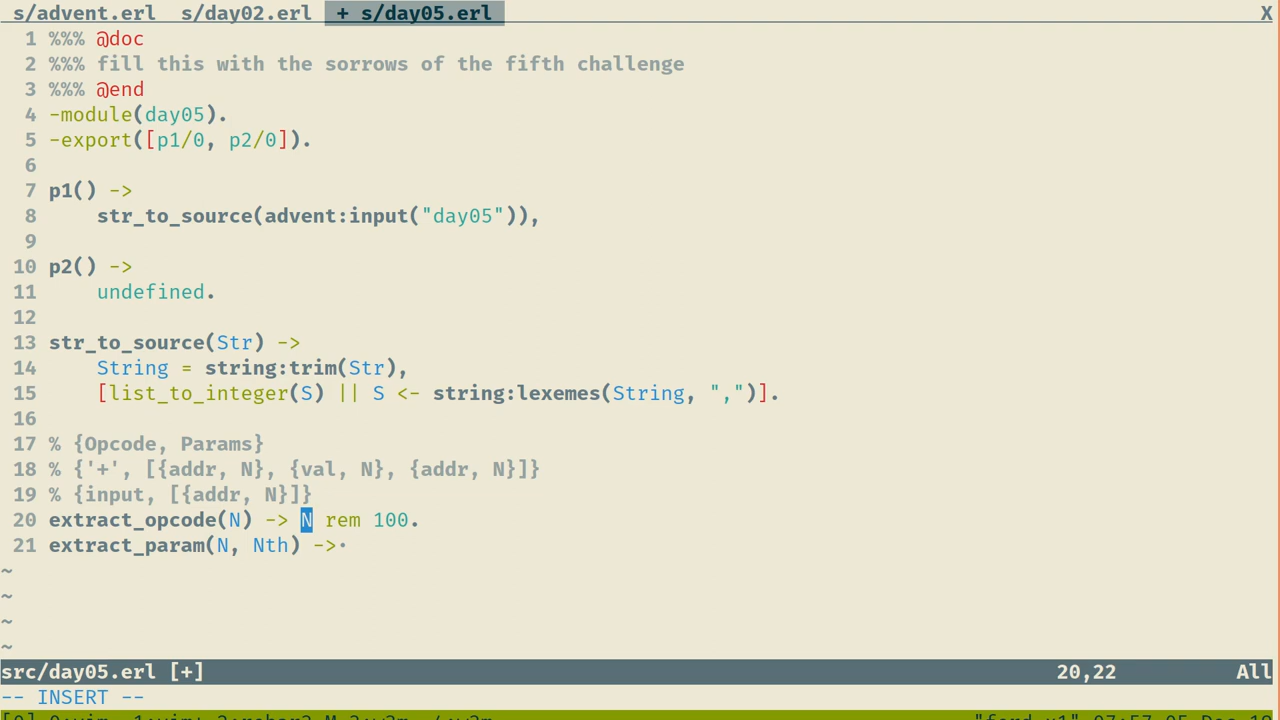 s/advent.erl s/day02.erl + s/day05.erl X
1 %%% @doc
2 %%% fill this with the sorrows of the fifth challenge
3 %%% @end
4 -module(day05).
5 -export([p1/0, p2/0]).
6
7 p1() ->
8     str_to_source(advent:input("day05")),
9
10 p2() ->
11     undefined.
12
13 str_to_source(Str) ->
14     String = string:trim(Str),
15     [list_to_integer(S) || S <- string:lexemes(String, ",")].
16
17 % {Opcode, Params}
18 % {'+', [{addr, N}, {val, N}, {addr, N}]}
19 % {input, [{addr, N}]}
20 extract_opcode(N) -> N rem 100.
21 extract_param(N, Nth) ->·
~
~
~
~
src/day05.erl [+] 20,22 All
-- INSERT --